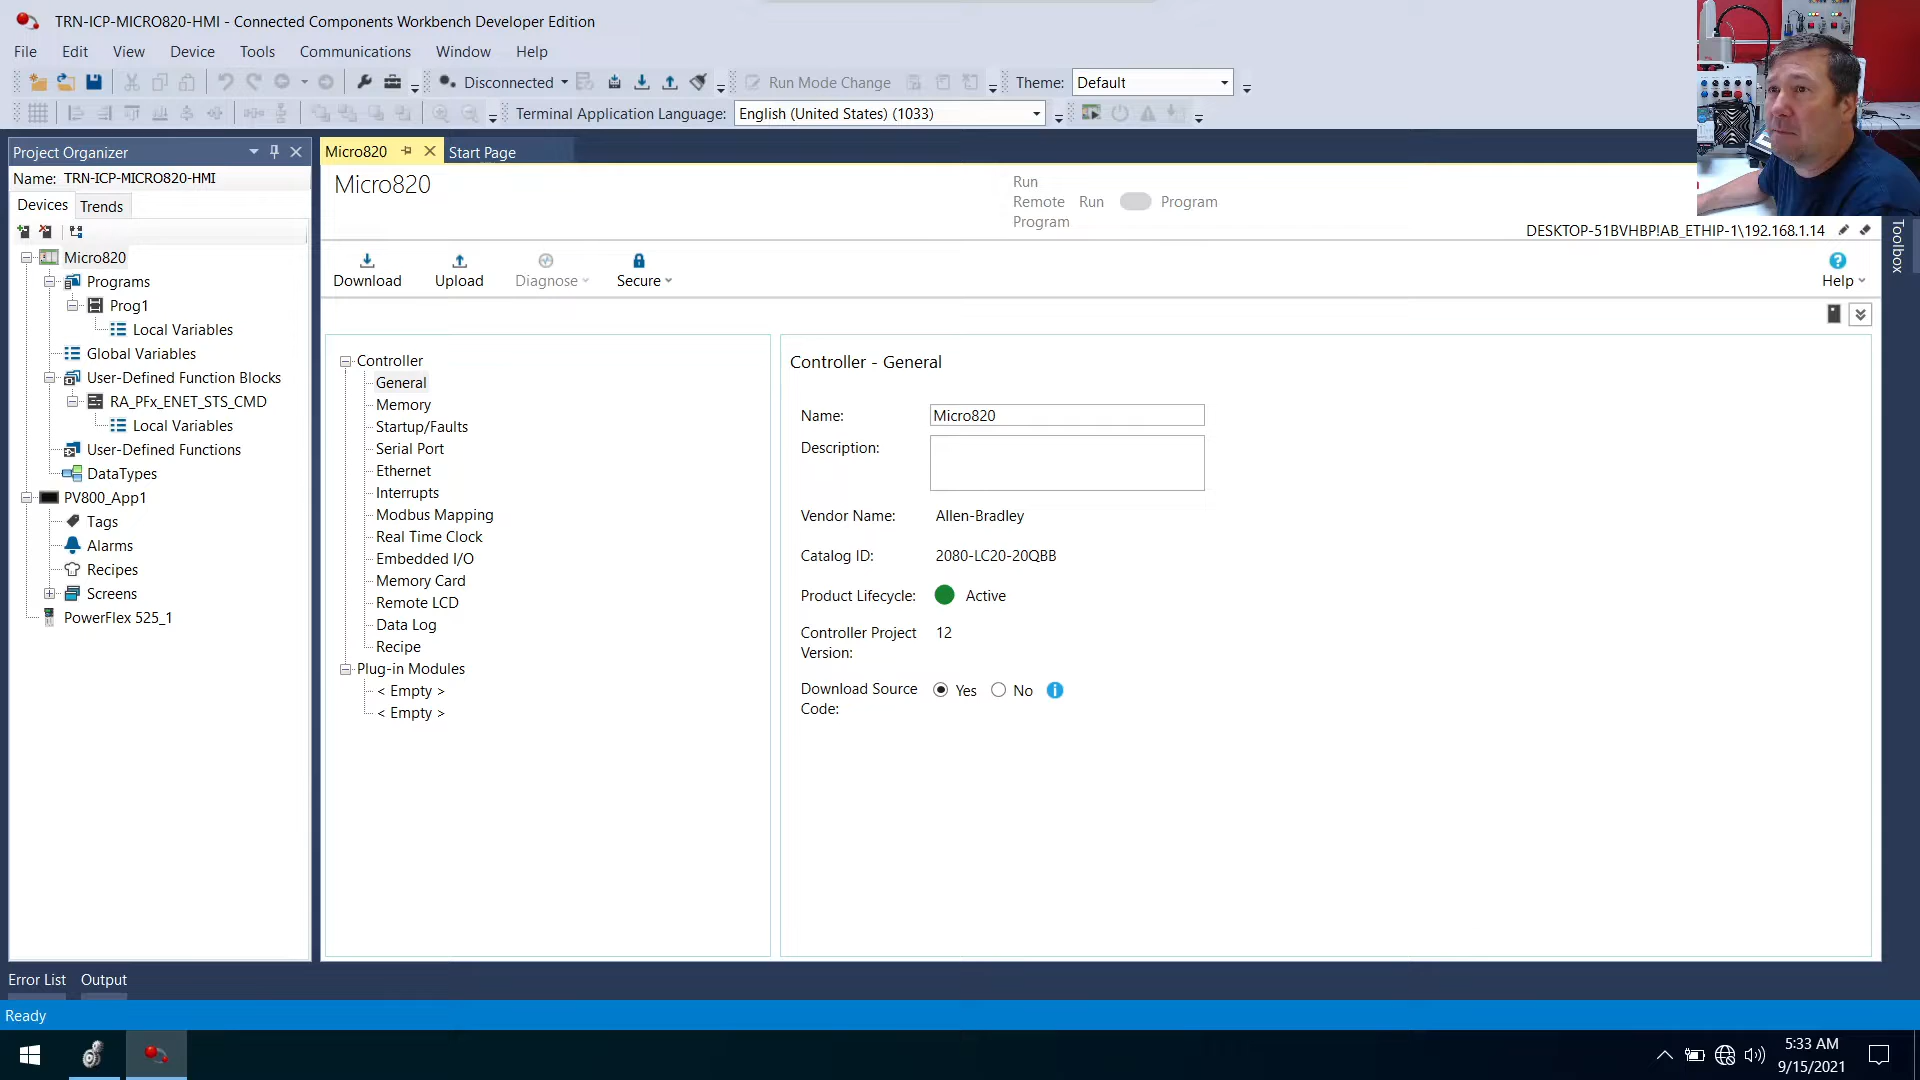 TRN-ICP-MICRO820-HMI - Connected Components Workbench Developer Edition
File Edit View Device Tools Communications Window Help
Disconnected Run Mode Change Theme: Default
Terminal Application Language: English (United States) (1033)
Project Organizer
Name: TRN-ICP-MICRO820-HMI
Devices Trends
Micro820
Programs
Prog1
Local Variables
Global Variables
User-Defined Function Blocks
RA_PFx_ENET_STS_CMD
Local Variables
User-Defined Functions
DataTypes
PV800_App1
Tags
Alarms
Recipes
Screens
PowerFlex 525_1
Micro820 Start Page
Micro820
Run
Remote Run Program
Program
DESKTOP-51BVHBP!AB_ETHIP-1\192.168.1.14
Download Upload Diagnose Secure Help
Controller
General
Memory
Startup/Faults
Serial Port
Ethernet
Interrupts
Modbus Mapping
Real Time Clock
Embedded I/O
Memory Card
Remote LCD
Data Log
Recipe
Plug-in Modules
< Empty >
< Empty >
Controller - General
Name: Micro820
Description:
Vendor Name: Allen-Bradley
Catalog ID: 2080-LC20-20QBB
Product Lifecycle: Active
Controller Project Version: 12
Download Source Code: Yes No
Toolbox
Error List Output
Ready
5:33 AM
9/15/2021